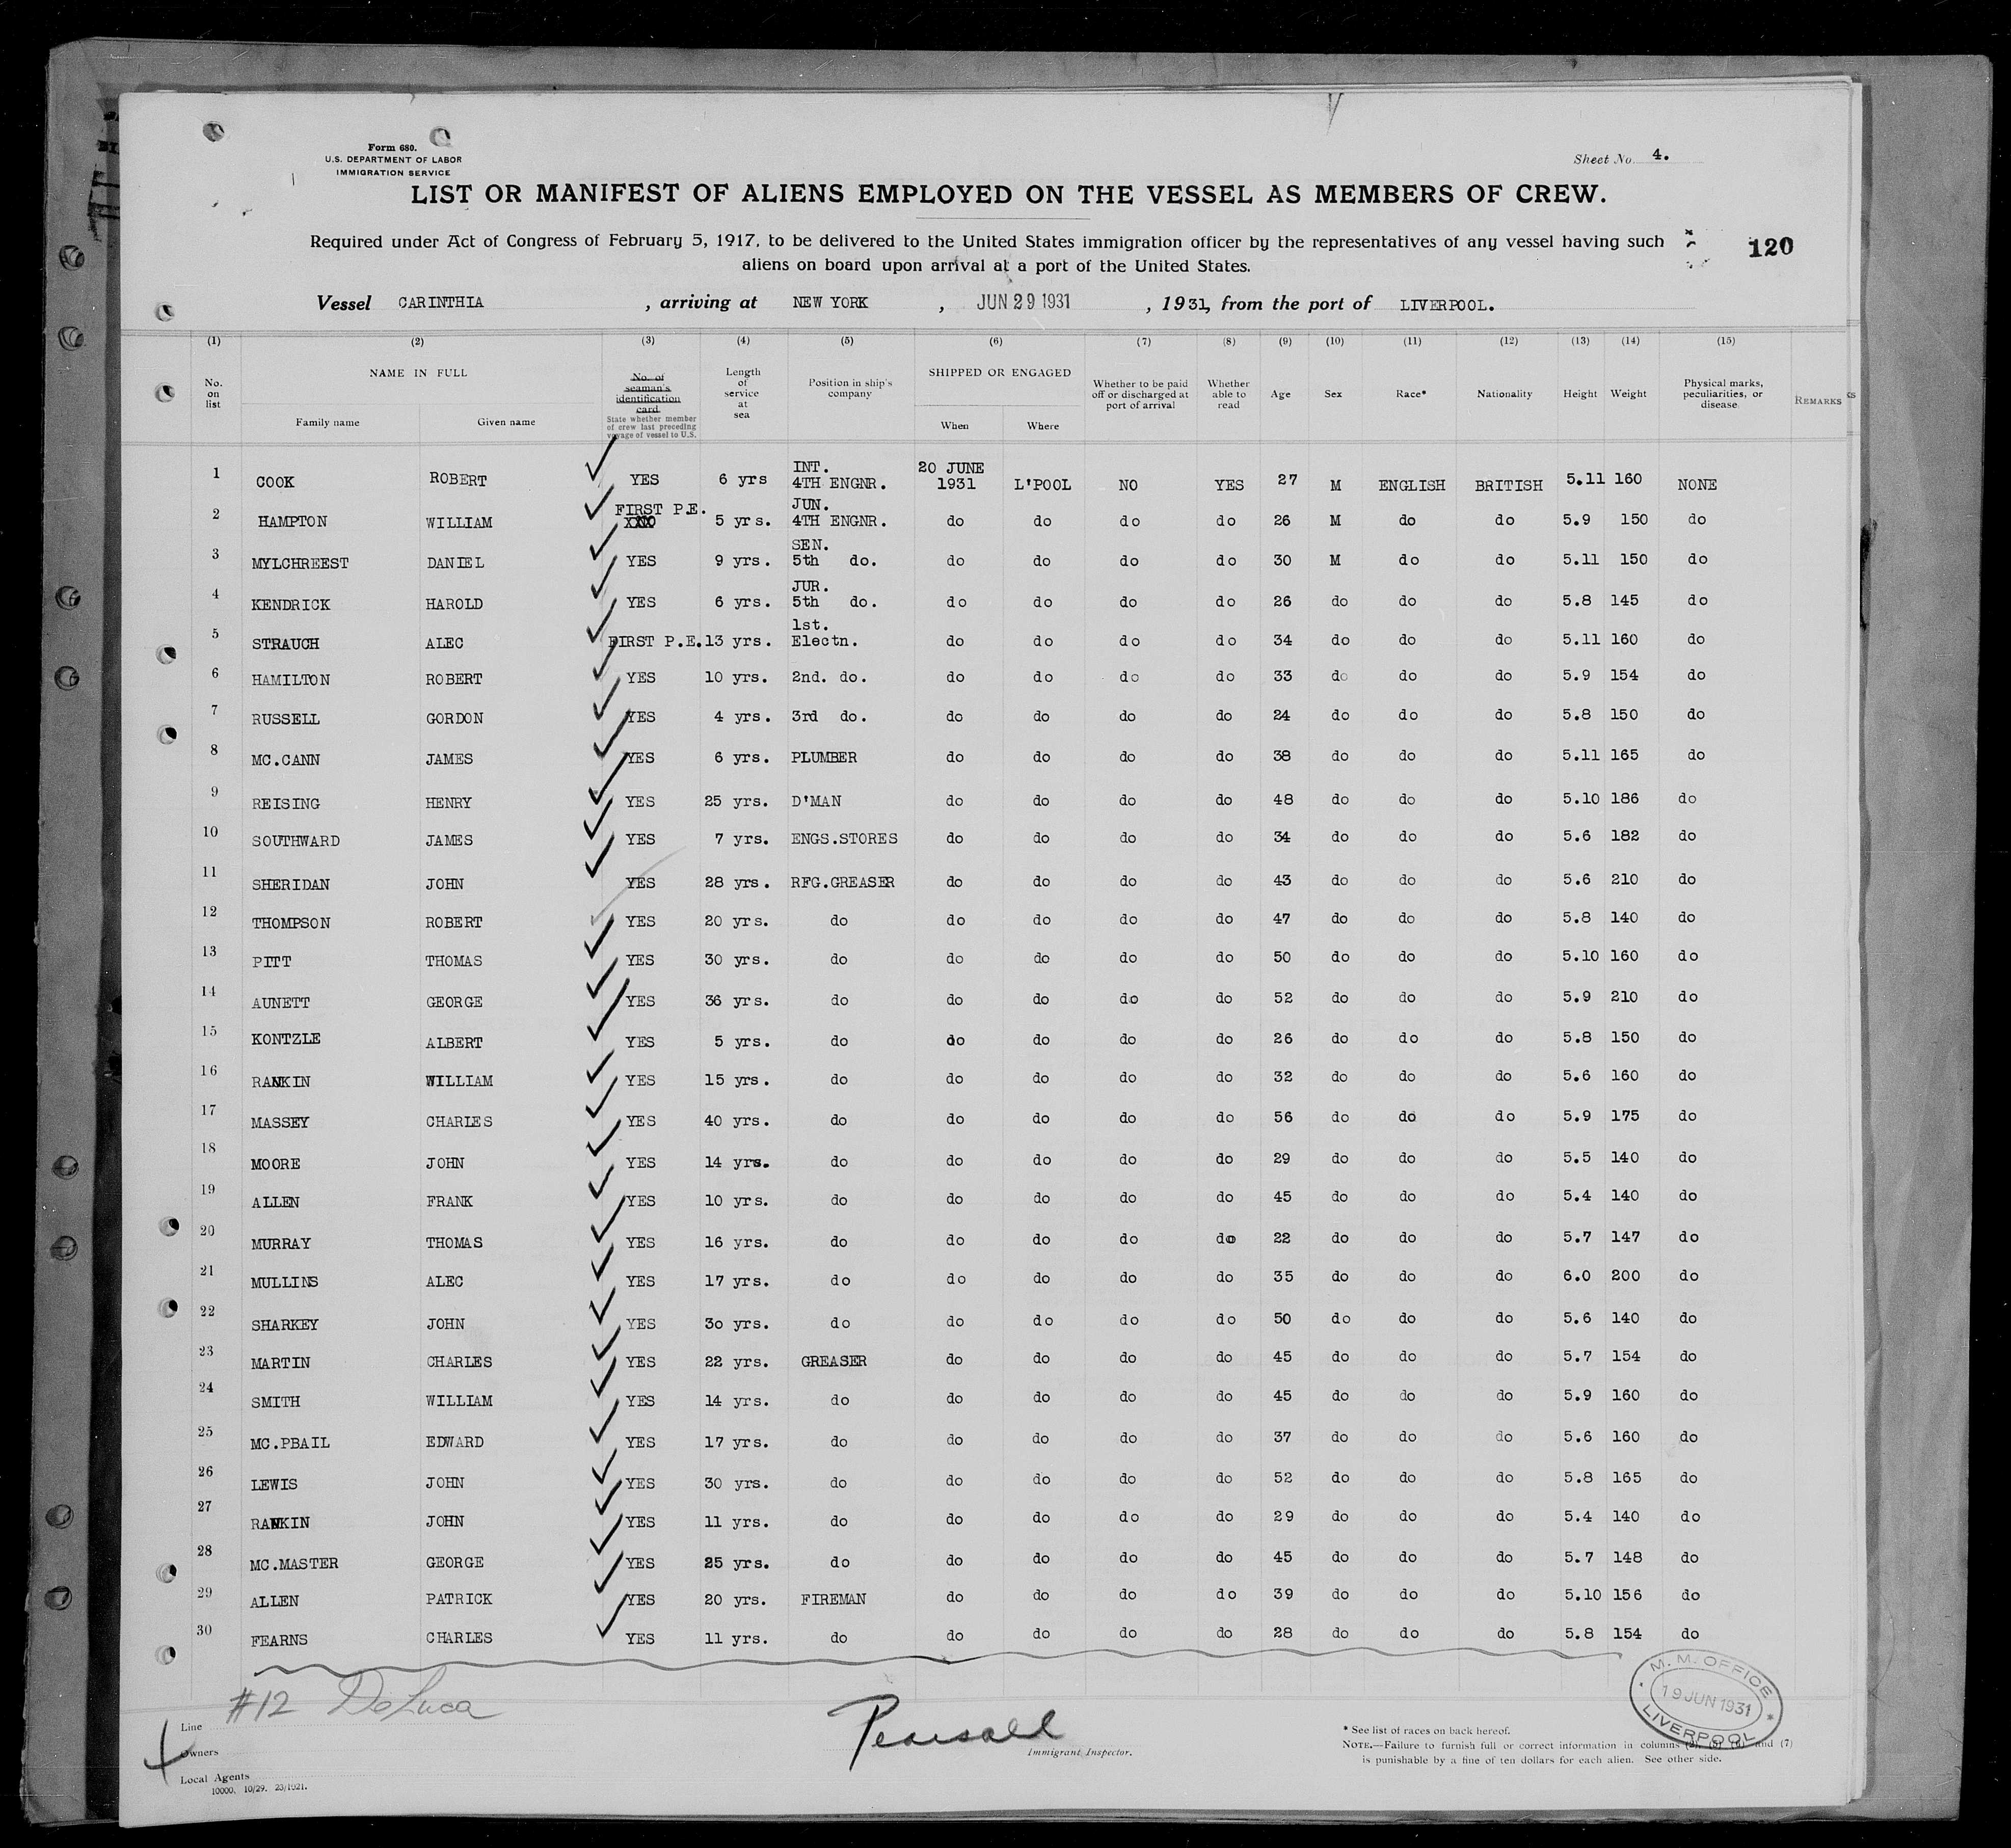 Form 680.
U.S. DEPARTMENT OF LABOR
IMMIGRATION SERVICE
Sheet No. 4.
LIST OR MANIFEST OF ALIENS EMPLOYED ON THE VESSEL AS MEMBERS OF CREW.
Required under Act of Congress of February 5, 1917, to be delivered to the United States immigration officer by the representatives of any vessel having such
aliens on board upon arrival at a port of the United States.
120
Vessel CARINTHIA , arriving at NEW YORK , JUN 29 1931 , 1931, from the port of LIVERPOOL.
(1) (2) (3) (4) (5) (6) (7) (8) (9) (10) (11) (12) (13) (14) (15)
No. on list NAME IN FULL Family name Given name No. of seaman's identification card State whether member of crew last preceding voyage of vessel to U.S. Length of service at sea Position in ship's company SHIPPED OR ENGAGED When Where Whether to be paid off or discharged at port of arrival Whether able to read Age Sex Race* Nationality Height Weight Physical marks, peculiarities, or disease REMARKS
1 COOK ROBERT YES 6 yrs INT. 4TH ENGNR. 20 JUNE 1931 L'POOL NO YES 27 M ENGLISH BRITISH 5.11 160 NONE
2 HAMPTON WILLIAM FIRST P.E. XNO 5 yrs. JUN. 4TH ENGNR. do do do do 26 M do do 5.9 150 do
3 MYLCHREEST DANIEL YES 9 yrs. SEN. 5th do. do do do do 30 M do do 5.11 150 do
4 KENDRICK HAROLD YES 6 yrs. JUR. 5th do. do do do do 26 do do do 5.8 145 do
5 STRAUCH ALEC FIRST P.E. 13 yrs. 1st. Electn. do do do do 34 do do do 5.11 160 do
6 HAMILTON ROBERT YES 10 yrs. 2nd. do. do do do do 33 do do do 5.9 154 do
7 RUSSELL GORDON YES 4 yrs. 3rd do. do do do do 24 do do do 5.8 150 do
8 MC.CANN JAMES YES 6 yrs. PLUMBER do do do do 38 do do do 5.11 165 do
9 REISING HENRY YES 25 yrs. D'MAN do do do do 48 do do do 5.10 186 do
10 SOUTHWARD JAMES YES 7 yrs. ENGS.STORES do do do do 34 do do do 5.6 182 do
11 SHERIDAN JOHN YES 28 yrs. RFG.GREASER do do do do 43 do do do 5.6 210 do
12 THOMPSON ROBERT YES 20 yrs. do do do do do 47 do do do 5.8 140 do
13 PITT THOMAS YES 30 yrs. do do do do do 50 do do do 5.10 160 do
14 AUNETT GEORGE YES 36 yrs. do do do do do 52 do do do 5.9 210 do
15 KONTZLE ALBERT YES 5 yrs. do do do do do 26 do do do 5.8 150 do
16 RANKIN WILLIAM YES 15 yrs. do do do do do 32 do do do 5.6 160 do
17 MASSEY CHARLES YES 40 yrs. do do do do do 56 do do do 5.9 175 do
18 MOORE JOHN YES 14 yrs. do do do do do 29 do do do 5.5 140 do
19 ALLEN FRANK YES 10 yrs. do do do do do 45 do do do 5.4 140 do
20 MURRAY THOMAS YES 16 yrs. do do do do do 22 do do do 5.7 147 do
21 MULLINS ALEC YES 17 yrs. do do do do do 35 do do do 6.0 200 do
22 SHARKEY JOHN YES 3o yrs. do do do do do 50 do do do 5.6 140 do
23 MARTIN CHARLES YES 22 yrs. GREASER do do do do 45 do do do 5.7 154 do
24 SMITH WILLIAM YES 14 yrs. do do do do do 45 do do do 5.9 160 do
25 MC.PBAIL EDWARD YES 17 yrs. do do do do do 37 do do do 5.6 160 do
26 LEWIS JOHN YES 30 yrs. do do do do do 52 do do do 5.8 165 do
27 RANKIN JOHN YES 11 yrs. do do do do do 29 do do do 5.4 140 do
28 MC.MASTER GEORGE YES 25 yrs. do do do do do 45 do do do 5.7 148 do
29 ALLEN PATRICK YES 20 yrs. FIREMAN do do do do 39 do do do 5.10 156 do
30 FEARNS CHARLES YES 11 yrs. do do do do do 28 do do do 5.8 154 do
#12 DeLuca
Line
Owners
Local Agents
10000. 10/29. 23/1021.
Pearsall
Immigrant Inspector.
* See list of races on back hereof.
NOTE.—Failure to furnish full or correct information in columns (2), (5), (6), and (7)
is punishable by a fine of ten dollars for each alien. See other side.
M. M. OFFICE
19 JUN 1931
LIVERPOOL